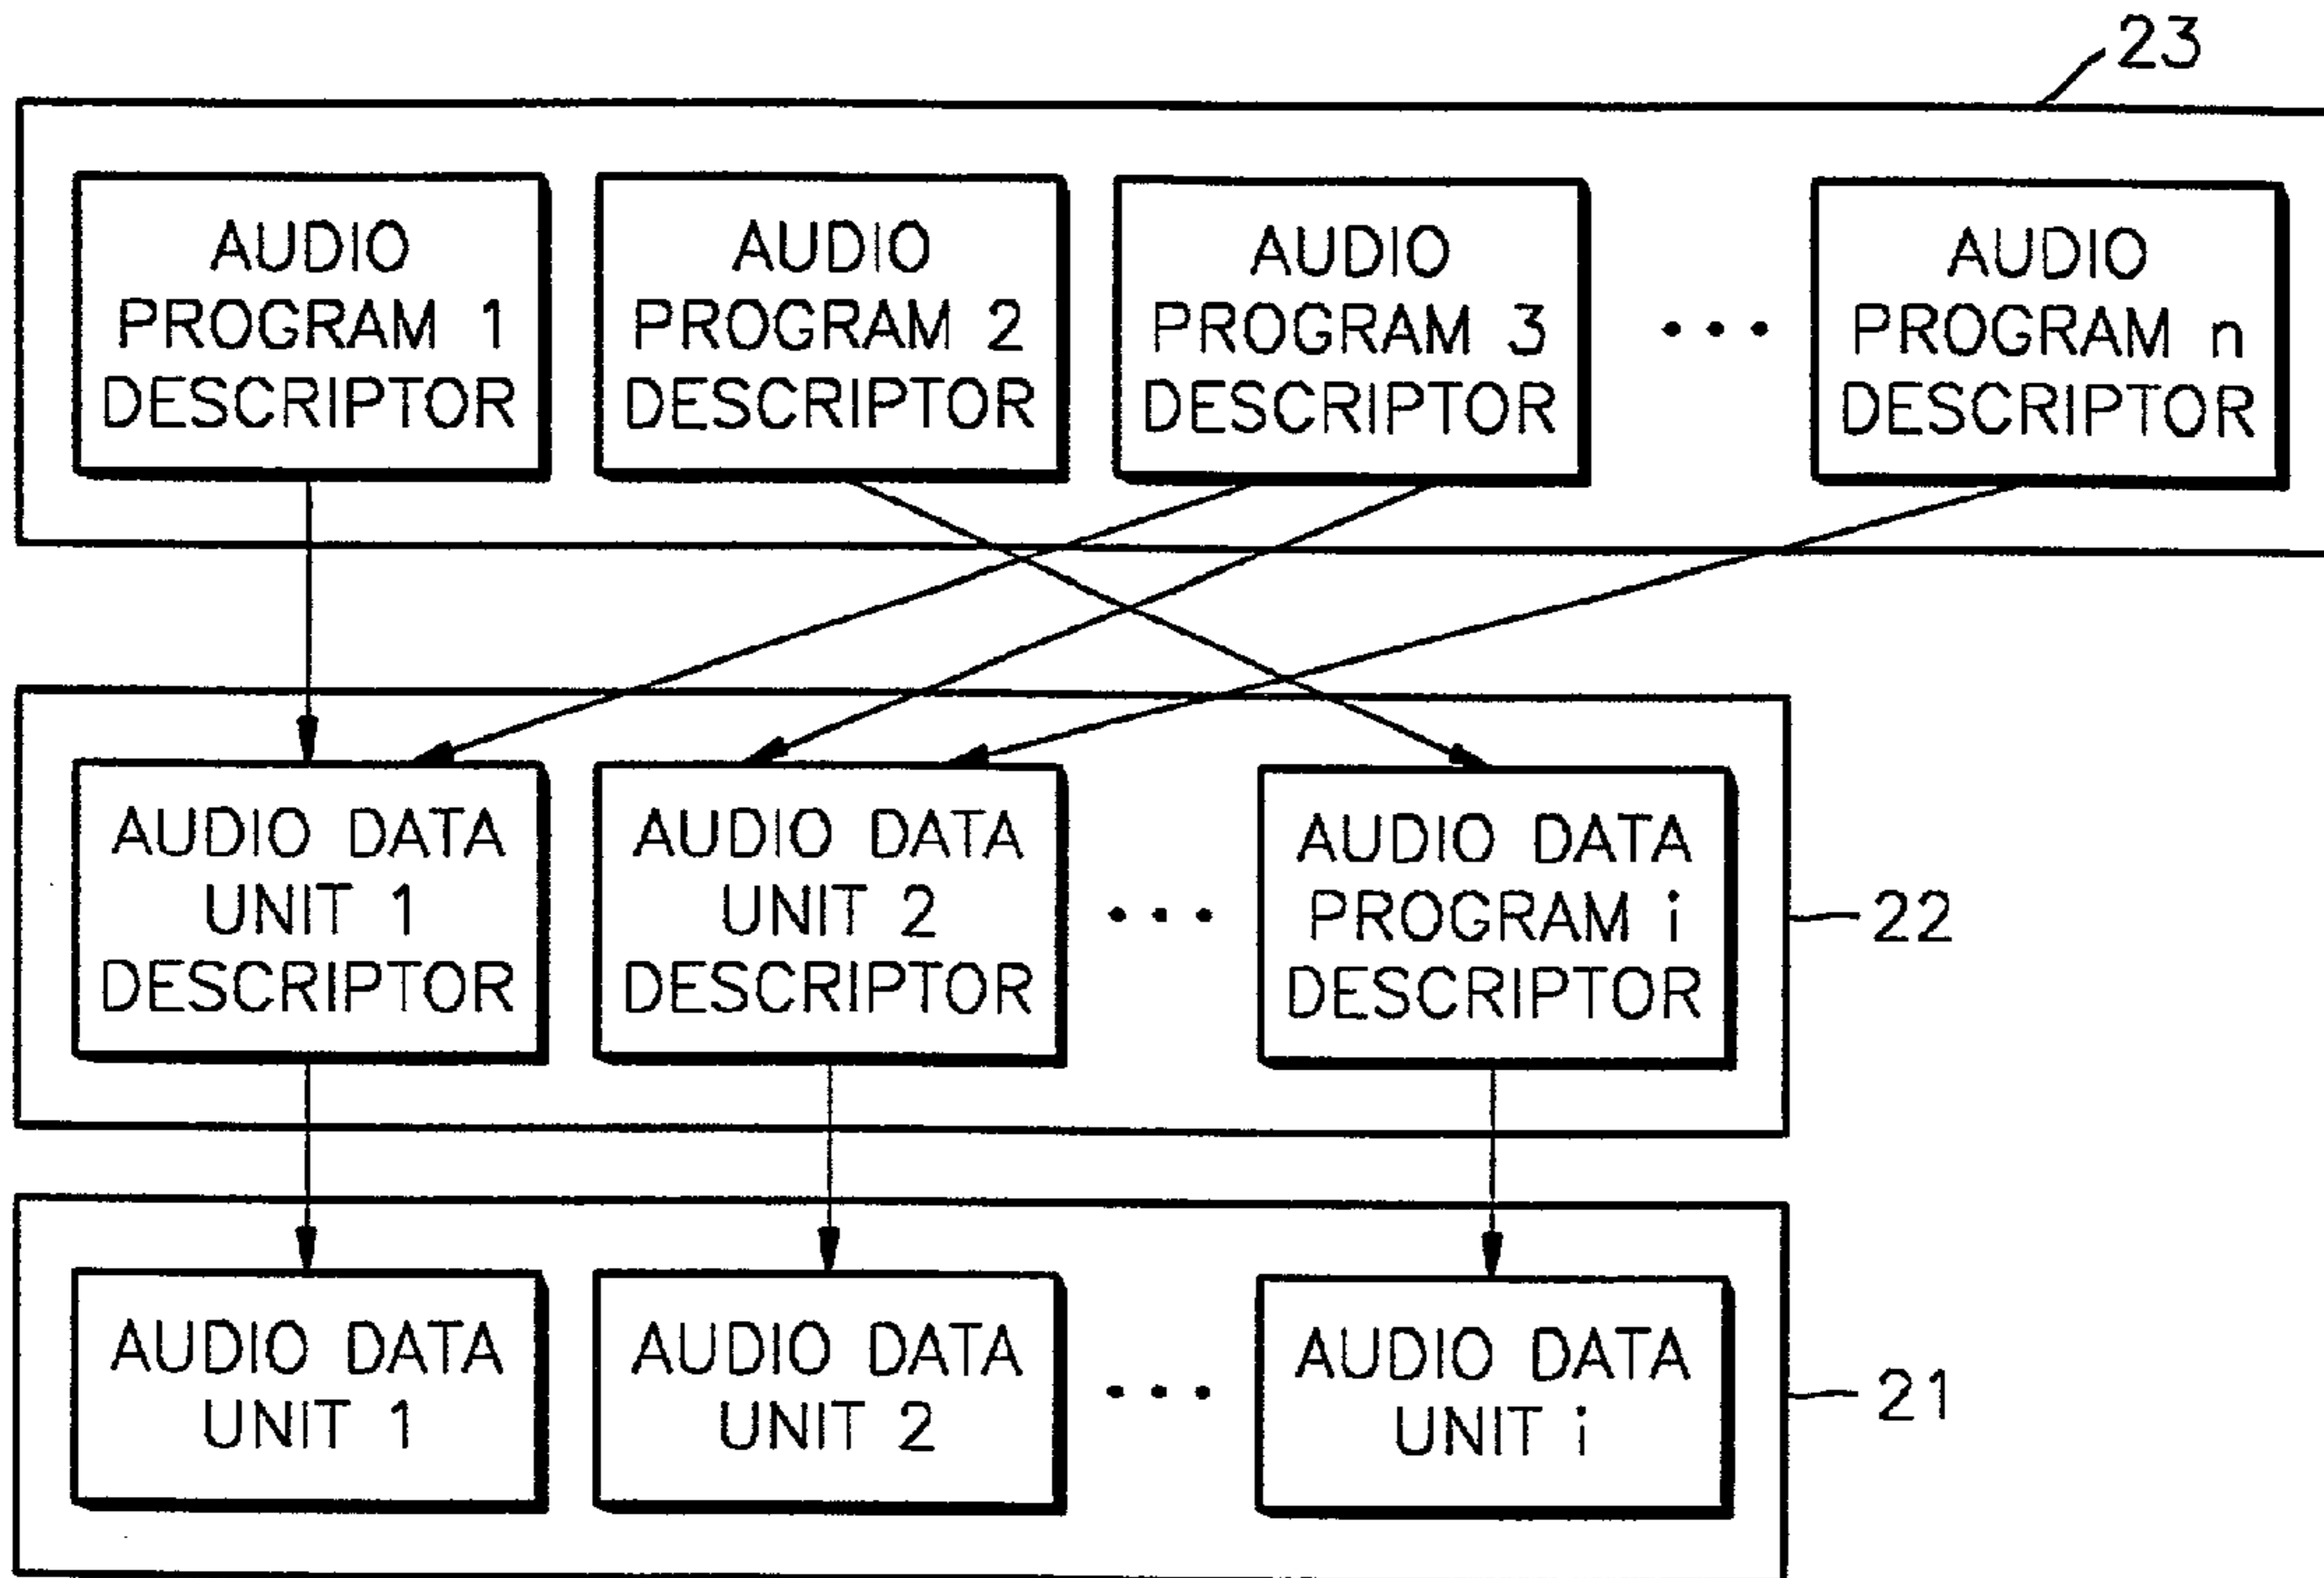 23
AUDIO
PROGRAM 1
DESCRIPTOR
AUDIO
PROGRAM 2
DESCRIPTOR
AUDIO
PROGRAM 3
DESCRIPTOR
•••
AUDIO
PROGRAM n
DESCRIPTOR
AUDIO DATA
UNIT 1
DESCRIPTOR
AUDIO DATA
UNIT 2
DESCRIPTOR
•••
AUDIO DATA
PROGRAM i
DESCRIPTOR
22
AUDIO DATA
UNIT 1
AUDIO DATA
UNIT 2
•••
AUDIO DATA
UNIT i
21